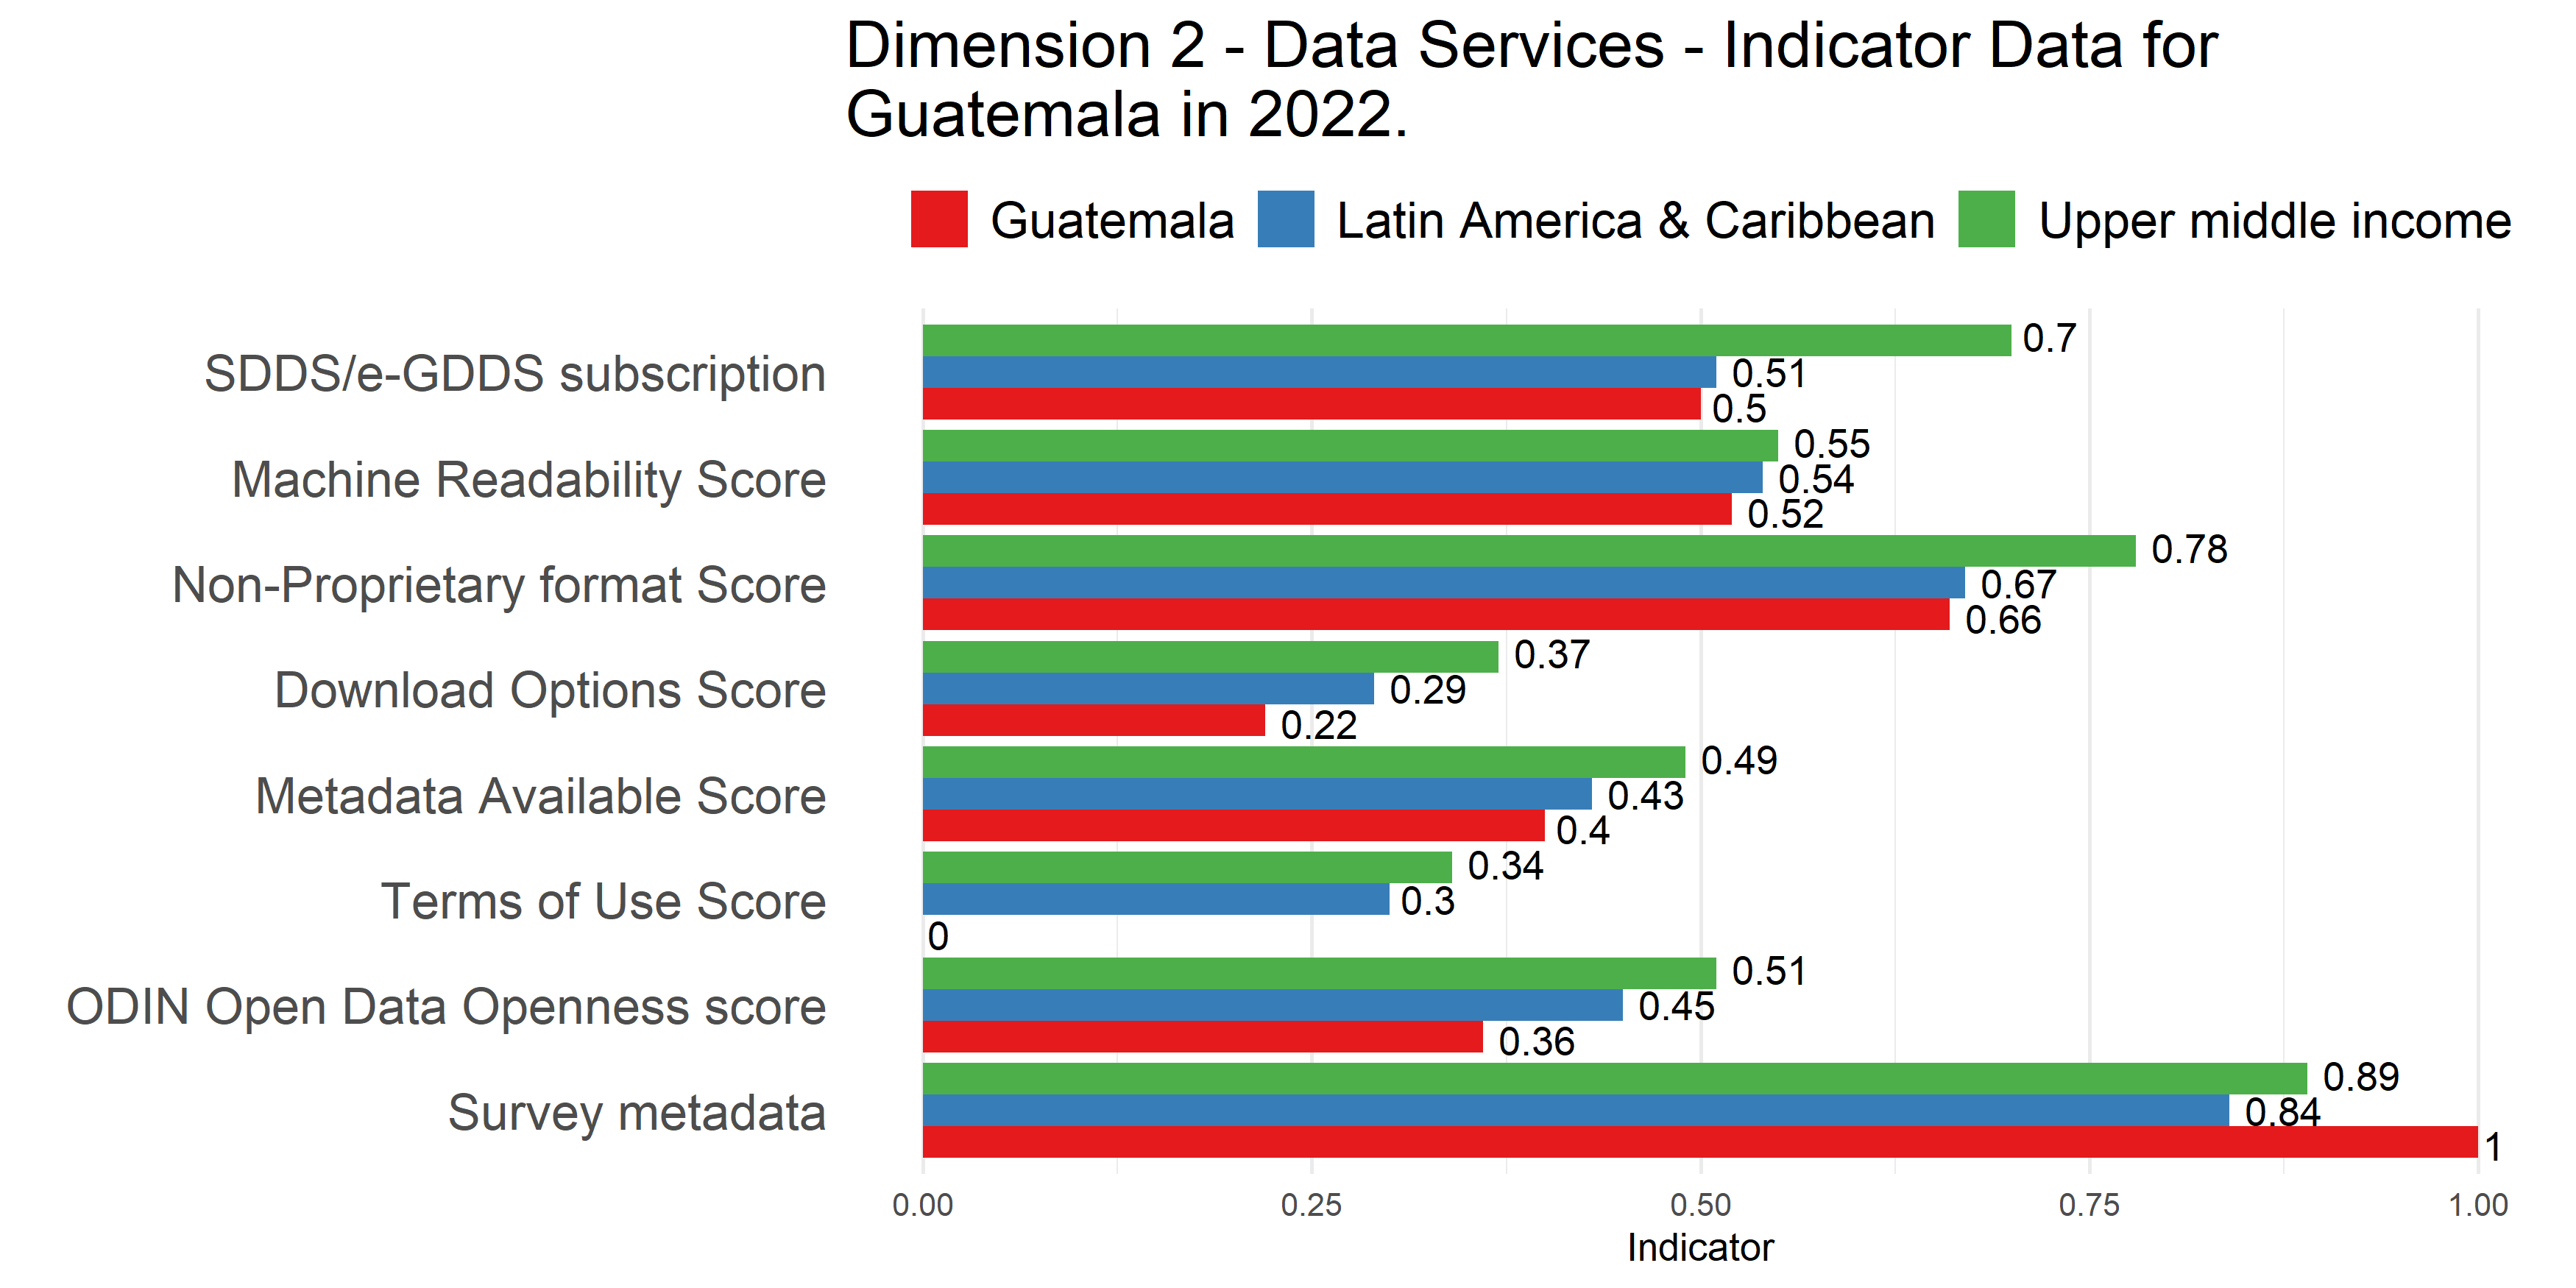 Dimension 2 - Data Services - Indicator Data for
Guatemala in 2022.
Guatemala Latin America & Caribbean Upper middle income
SDDS/e-GDDS subscription
0.7
0.51
0.5
Machine Readability Score
0.55
0.54
0.52
Non-Proprietary format Score
0.78
0.67
0.66
Download Options Score
0.37
0.29
0.22
Metadata Available Score
0.49
0.43
0.4
Terms of Use Score
0.34
0.3
0
ODIN Open Data Openness score
0.51
0.45
0.36
Survey metadata
0.89
0.84
1
0.00 0.25 0.50 0.75 1.00
Indicator